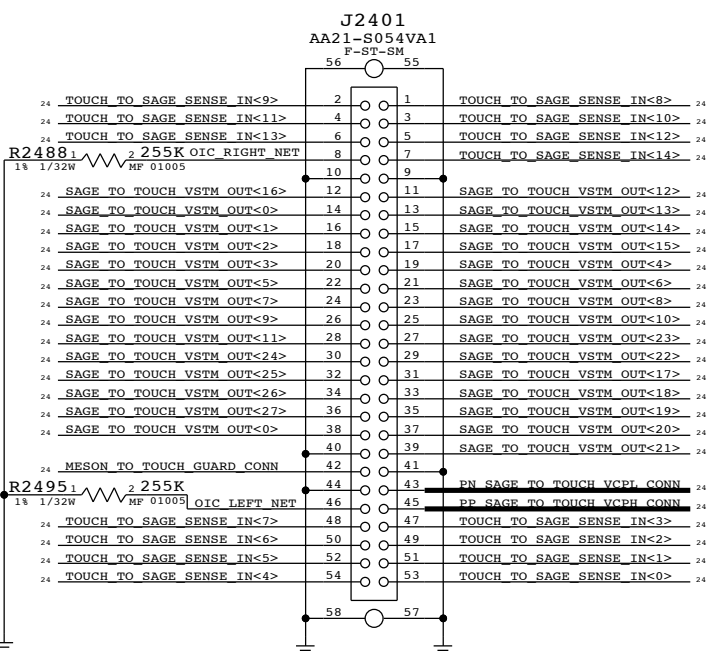 J2401
AA21-S054VA1
F-ST-SM
56 55
24 TOUCH_TO_SAGE_SENSE_IN<9> 2 1 TOUCH_TO_SAGE_SENSE_IN<8> 24
24 TOUCH_TO_SAGE_SENSE_IN<11> 4 3 TOUCH_TO_SAGE_SENSE_IN<10> 24
24 TOUCH_TO_SAGE_SENSE_IN<13> 6 5 TOUCH_TO_SAGE_SENSE_IN<12> 24
R2488 1 2 255K OIC_RIGHT_NET 8 7 TOUCH_TO_SAGE_SENSE_IN<14> 24
1% 1/32W MF 01005
10 9
24 SAGE_TO_TOUCH_VSTM_OUT<16> 12 11 SAGE_TO_TOUCH_VSTM_OUT<12> 24
24 SAGE_TO_TOUCH_VSTM_OUT<0> 14 13 SAGE_TO_TOUCH_VSTM_OUT<13> 24
24 SAGE_TO_TOUCH_VSTM_OUT<1> 16 15 SAGE_TO_TOUCH_VSTM_OUT<14> 24
24 SAGE_TO_TOUCH_VSTM_OUT<2> 18 17 SAGE_TO_TOUCH_VSTM_OUT<15> 24
24 SAGE_TO_TOUCH_VSTM_OUT<3> 20 19 SAGE_TO_TOUCH_VSTM_OUT<4> 24
24 SAGE_TO_TOUCH_VSTM_OUT<5> 22 21 SAGE_TO_TOUCH_VSTM_OUT<6> 24
24 SAGE_TO_TOUCH_VSTM_OUT<7> 24 23 SAGE_TO_TOUCH_VSTM_OUT<8> 24
24 SAGE_TO_TOUCH_VSTM_OUT<9> 26 25 SAGE_TO_TOUCH_VSTM_OUT<10> 24
24 SAGE_TO_TOUCH_VSTM_OUT<11> 28 27 SAGE_TO_TOUCH_VSTM_OUT<23> 24
24 SAGE_TO_TOUCH_VSTM_OUT<24> 30 29 SAGE_TO_TOUCH_VSTM_OUT<22> 24
24 SAGE_TO_TOUCH_VSTM_OUT<25> 32 31 SAGE_TO_TOUCH_VSTM_OUT<17> 24
24 SAGE_TO_TOUCH_VSTM_OUT<26> 34 33 SAGE_TO_TOUCH_VSTM_OUT<18> 24
24 SAGE_TO_TOUCH_VSTM_OUT<27> 36 35 SAGE_TO_TOUCH_VSTM_OUT<19> 24
24 SAGE_TO_TOUCH_VSTM_OUT<0> 38 37 SAGE_TO_TOUCH_VSTM_OUT<20> 24
40 39 SAGE_TO_TOUCH_VSTM_OUT<21> 24
24 MESON_TO_TOUCH_GUARD_CONN 42 41
R2495 1 2 255K 44 43 PN_SAGE_TO_TOUCH_VCPL_CONN 24
1% 1/32W MF 01005 OIC_LEFT_NET 46 45 PP_SAGE_TO_TOUCH_VCPH_CONN 24
24 TOUCH_TO_SAGE_SENSE_IN<7> 48 47 TOUCH_TO_SAGE_SENSE_IN<3> 24
24 TOUCH_TO_SAGE_SENSE_IN<6> 50 49 TOUCH_TO_SAGE_SENSE_IN<2> 24
24 TOUCH_TO_SAGE_SENSE_IN<5> 52 51 TOUCH_TO_SAGE_SENSE_IN<1> 24
24 TOUCH_TO_SAGE_SENSE_IN<4> 54 53 TOUCH_TO_SAGE_SENSE_IN<0> 24
58 57